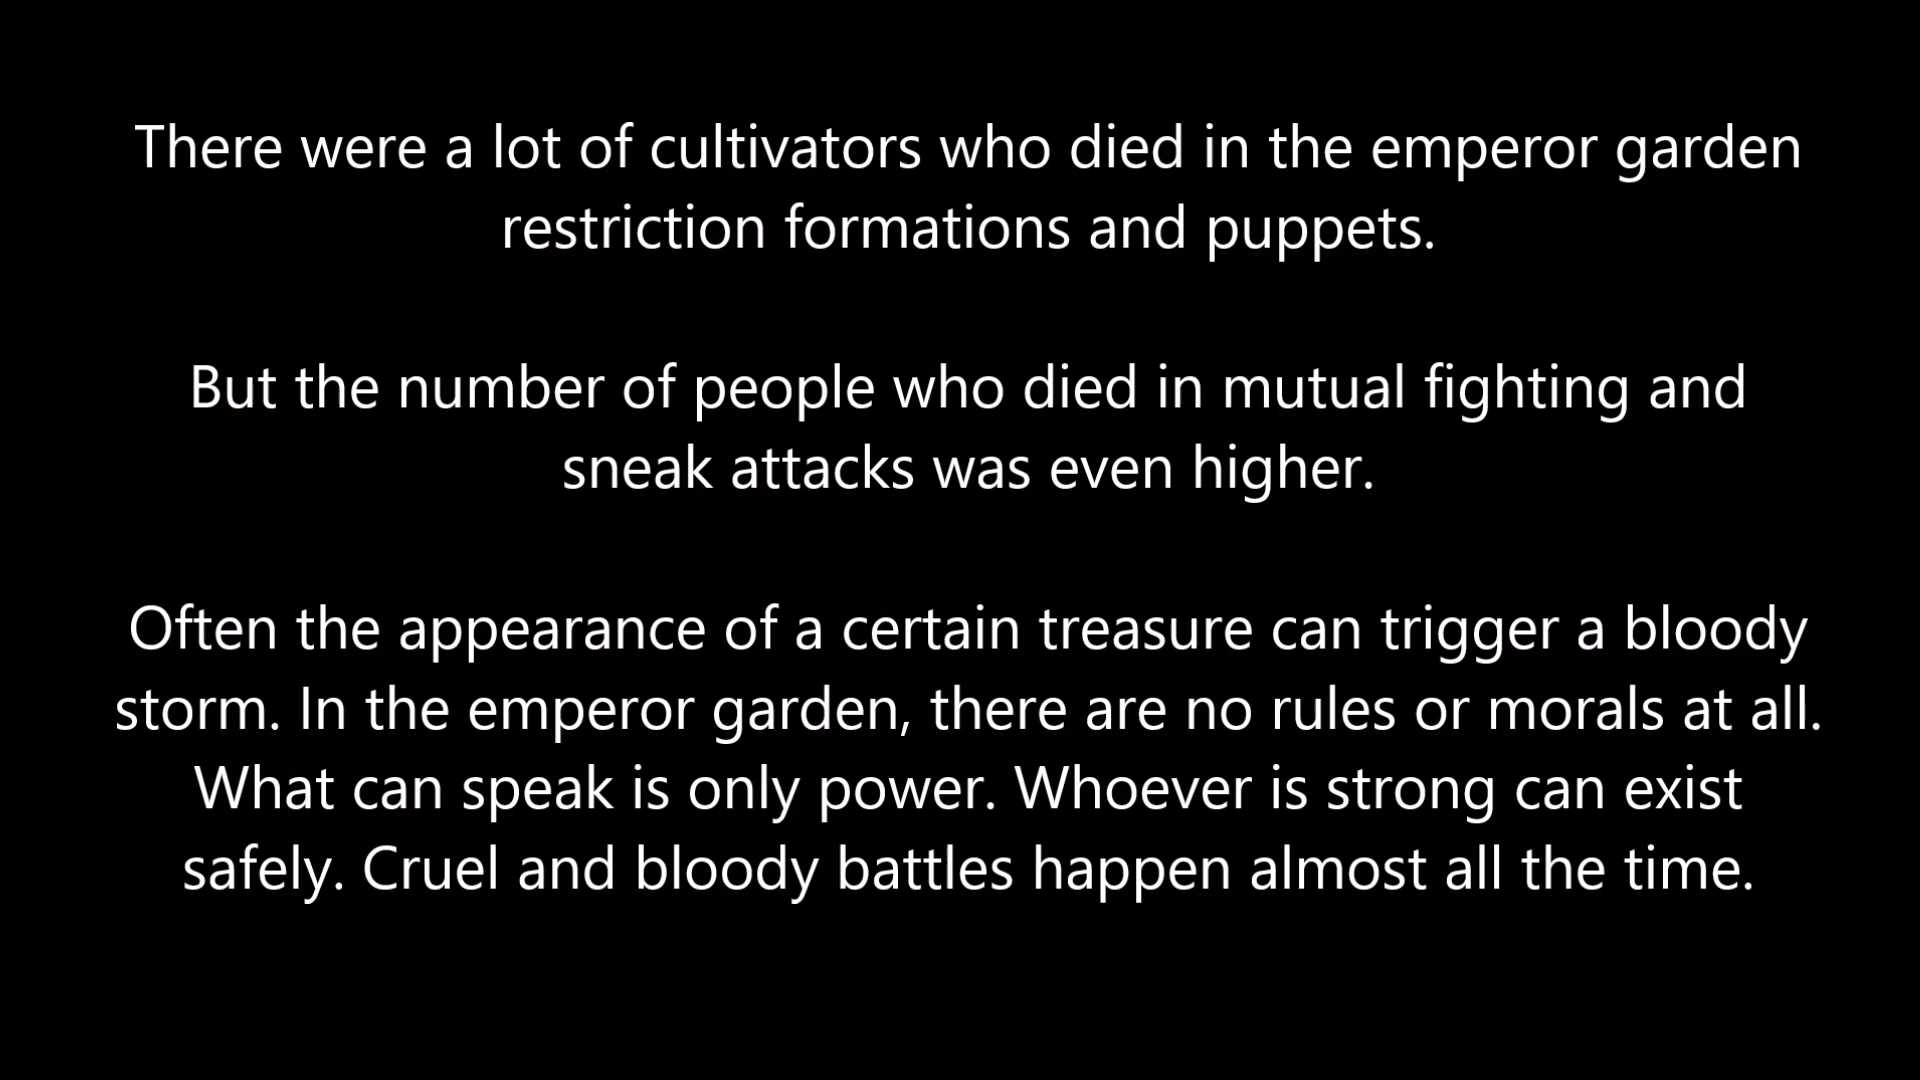 There were a lot of cultivators who died in the emperor garden
restriction formations and puppets.
But the number of people who died in mutual fighting and
sneak attacks was even higher.
Often the appearance of a certain treasure can trigger a bloody
storm. In the emperor garden, there are no rules or morals at all.
What can speak is only power. Whoever is strong can exist
safely. Cruel and bloody battles happen almost all the time.